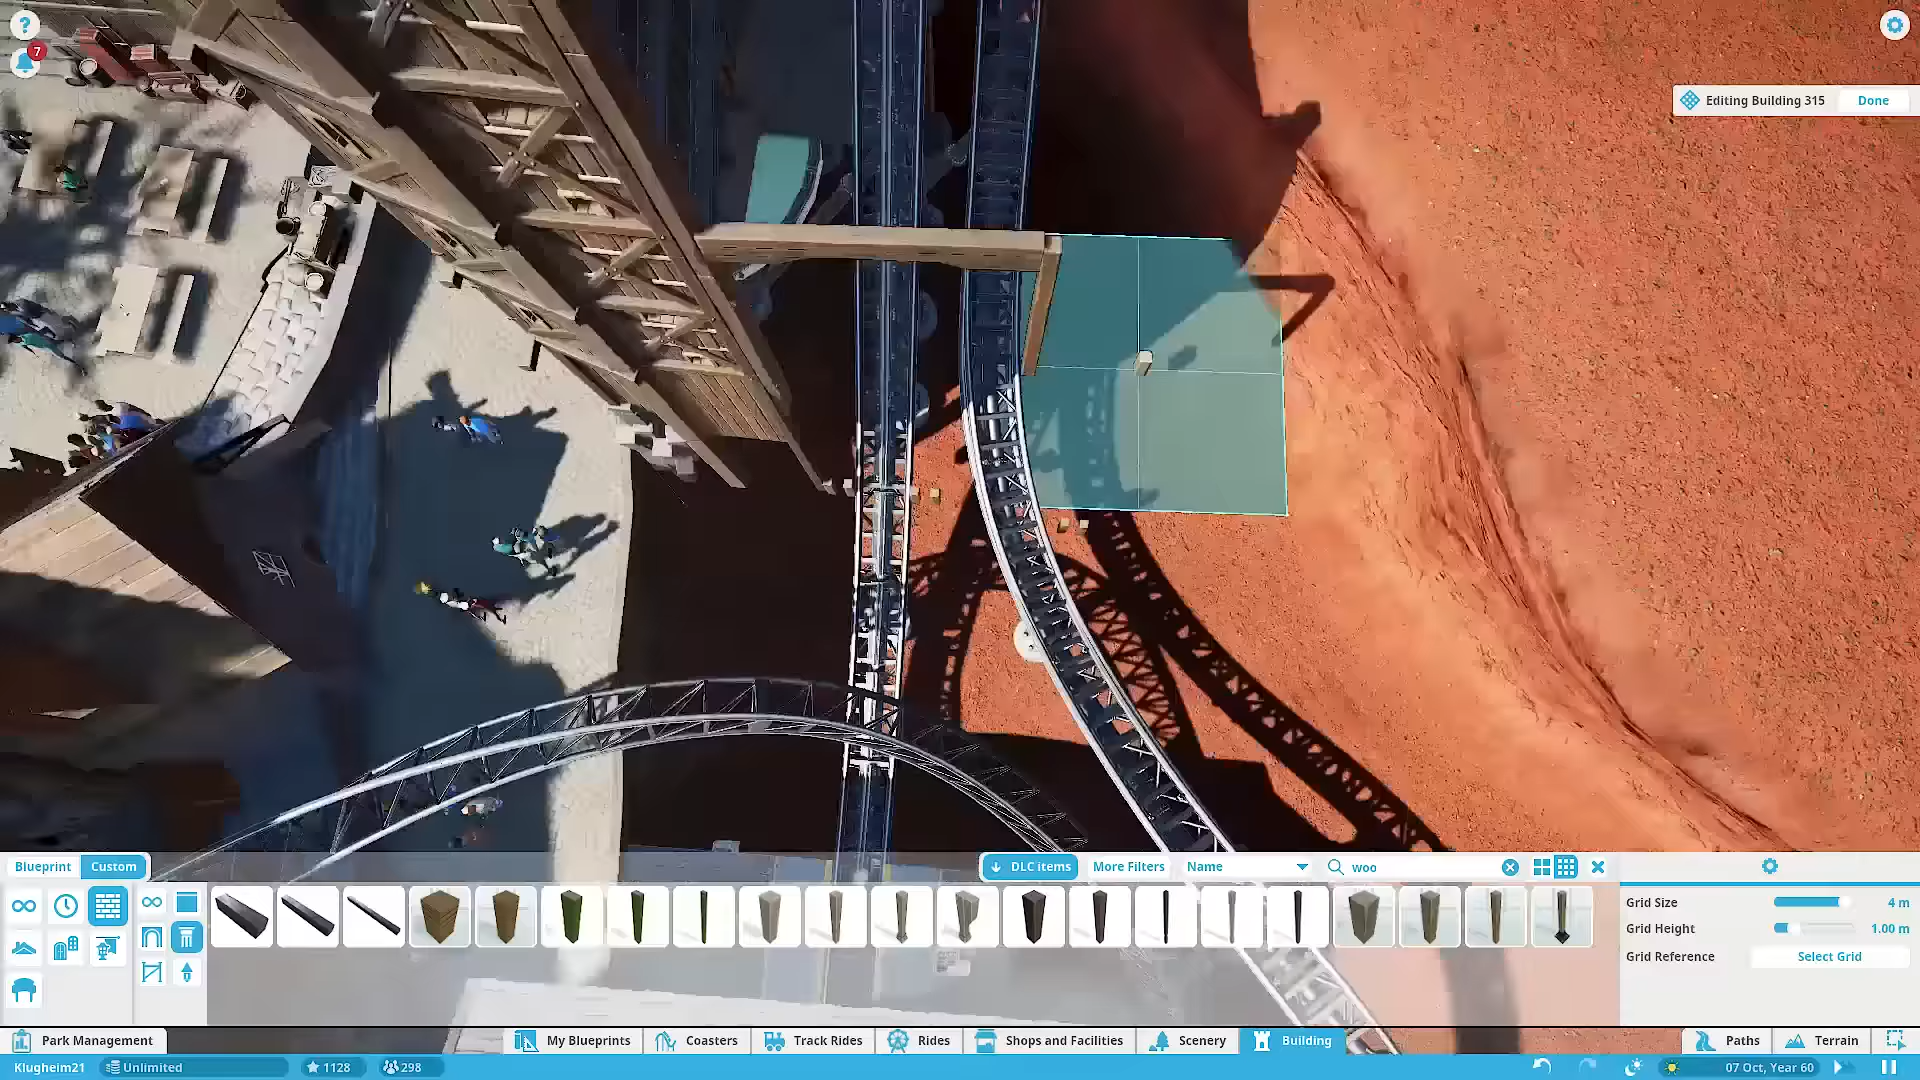 ?
7
Editing Building 315 Done
Blueprint Custom
DLC items More Filters Name woo
Grid Size 4 m
Grid Height 1.00 m
Grid Reference Select Grid
Park Management My Blueprints Coasters Track Rides Rides Shops and Facilities Scenery Building Paths Terrain
Klugheim21 Unlimited 1128 298 07 Oct, Year 60